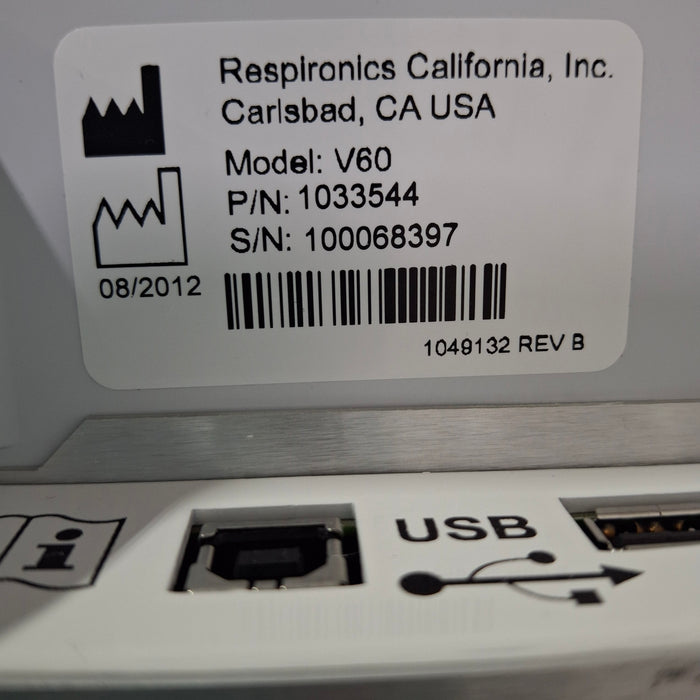 Respironics California, Inc.
Carlsbad, CA USA
Model: V60
P/N: 1033544
S/N: 100068397
08/2012
1049132 REV B
i
USB